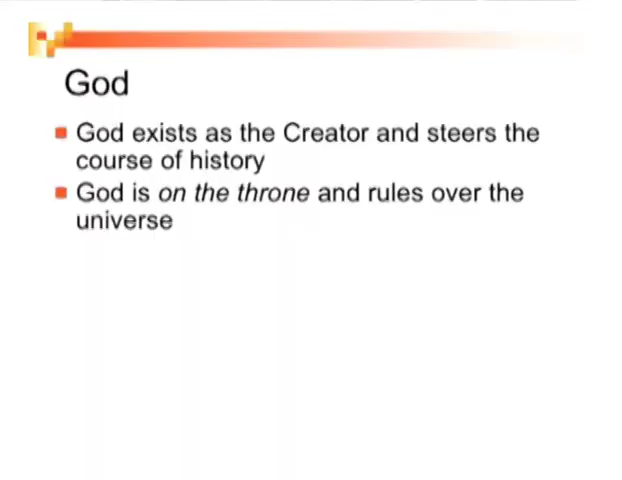 God
God exists as the Creator and steers the
course of history
God is on the throne and rules over the
universe